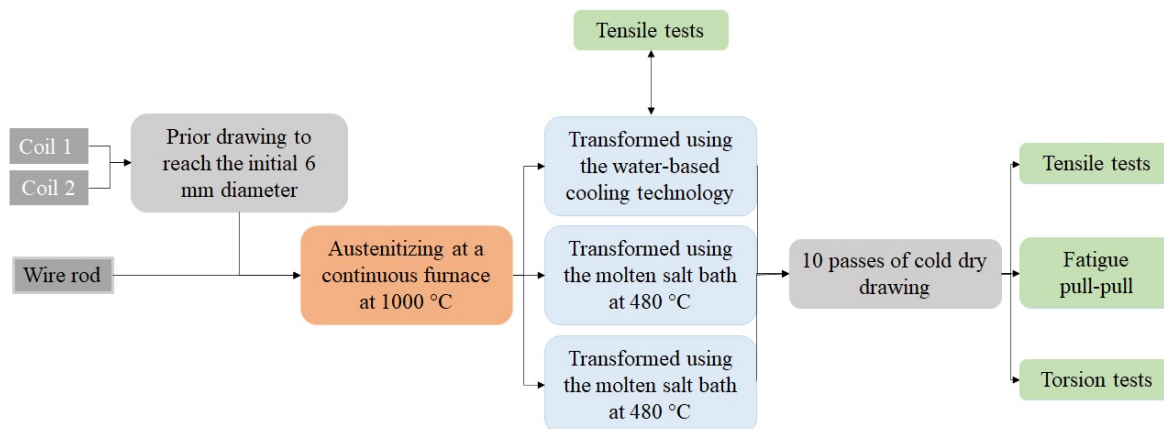 Tensile tests
Coil 1
Coil 2
Prior drawing to
reach the initial 6
mm diameter
Wire rod
Austenitizing at a
continuous furnace
at 1000 °C
Transformed using
the water-based
cooling technology
Transformed using
the molten salt bath
at 480 °C
Transformed using
the molten salt bath
at 480 °C
10 passes of cold dry
drawing
Tensile tests
Fatigue
pull-pull
Torsion tests